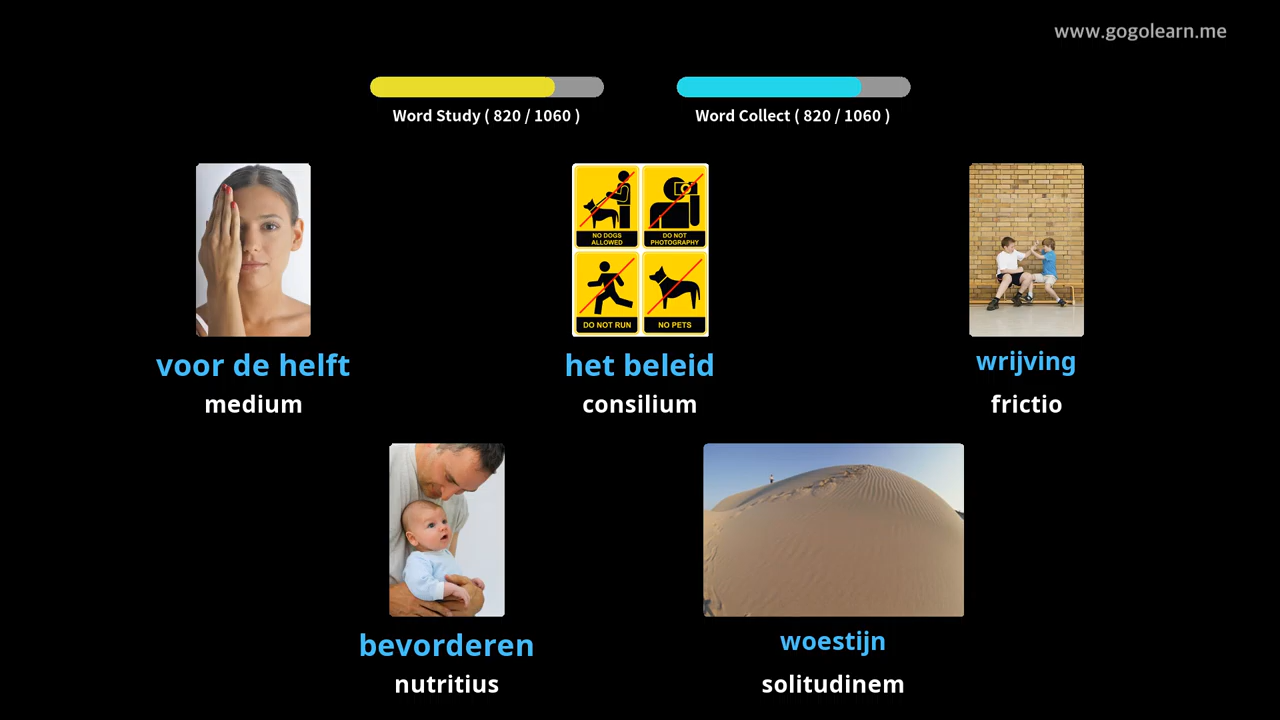 www.gogolearn.me
Word Study ( 820 / 1060 )
Word Collect ( 820 / 1060 )
NO DOGS
ALLOWED
DO NOT
PHOTOGRAPHY
DO NOT RUN
NO PETS
voor de helft
medium
het beleid
consilium
wrijving
frictio
bevorderen
nutritius
woestijn
solitudinem